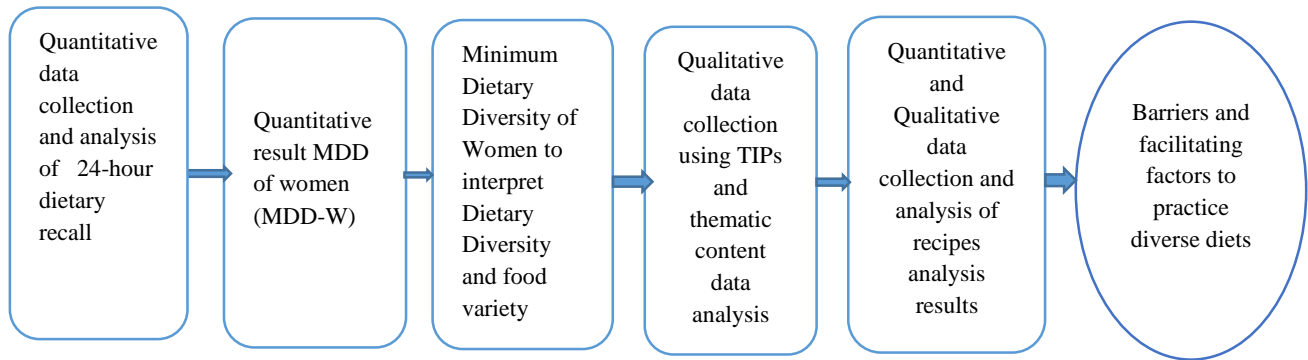 Quantitative
data
collection
and analysis
of 24-hour
dietary
recall
Quantitative
result MDD
of women
(MDD-W)
Minimum
Dietary
Diversity of
Women to
interpret
Dietary
Diversity
and food
variety
Qualitative
data
collection
using TIPs
and
thematic
content
data
analysis
Quantitative
and
Qualitative
data
collection and
analysis of
recipes
analysis
results
Barriers and
facilitating
factors to
practice
diverse diets